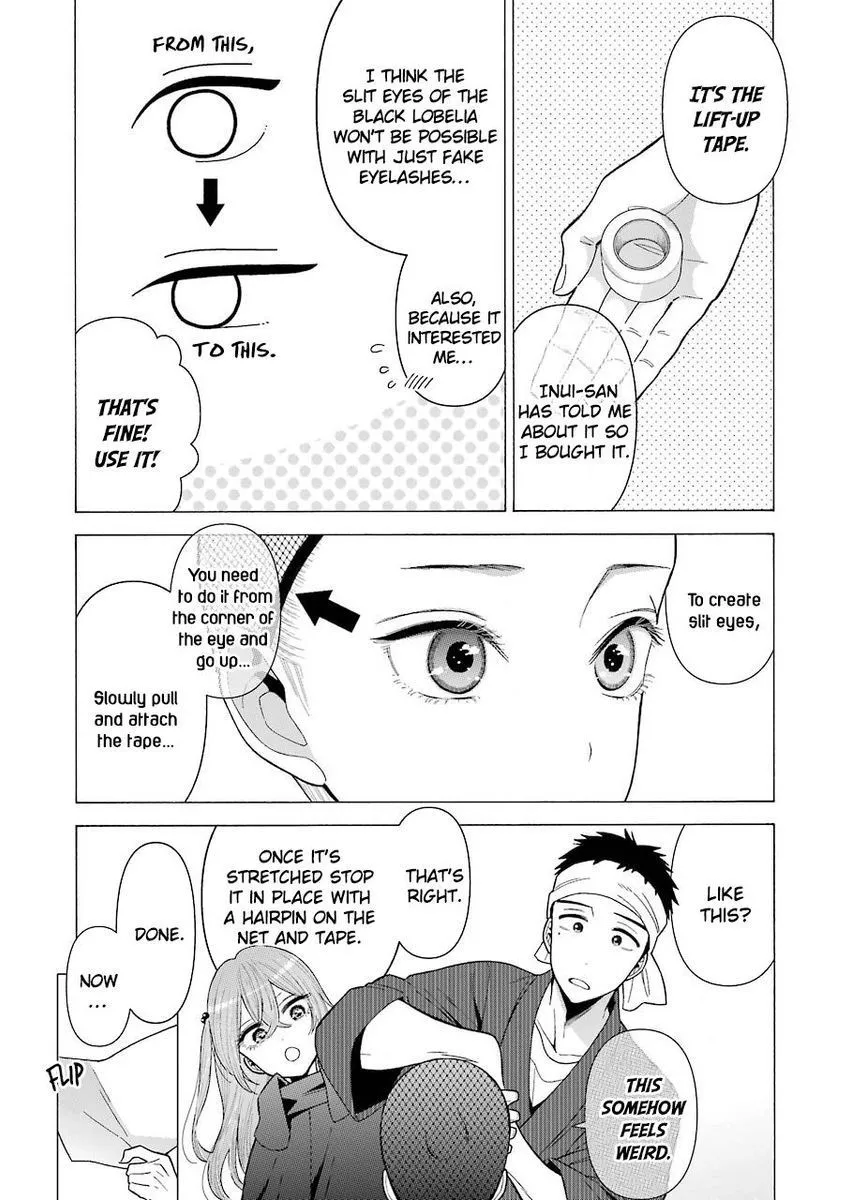 IT'S THE
LIFT-UP
TAPE.
INUI-SAN
HAS TOLD ME
ABOUT IT SO
I BOUGHT IT.
I THINK THE
SLIT EYES OF THE
BLACK LOBELIA
WON'T BE POSSIBLE
WITH JUST FAKE
EYELASHES...
ALSO,
BECAUSE IT
INTERESTED
ME...
FROM THIS,
TO THIS.
THAT'S
FINE!
USE IT!
To create
slit eyes,
You need
to do it from
the corner of
the eye and
go up...
Slowly pull
and attach
the tape...
LIKE
THIS?
THAT'S
RIGHT.
ONCE IT'S
STRETCHED STOP
IT IN PLACE WITH
A HAIRPIN ON THE
NET AND TAPE.
THIS
SOMEHOW
FEELS
WEIRD.
DONE.
NOW
...
FLIP